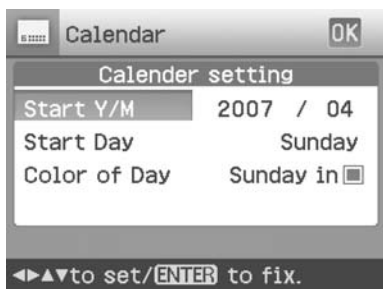 Calendar OK
Calender setting
Start Y/M 2007 / 04
Start Day Sunday
Color of Day Sunday in
◄►▲▼to set/ENTER to fix.